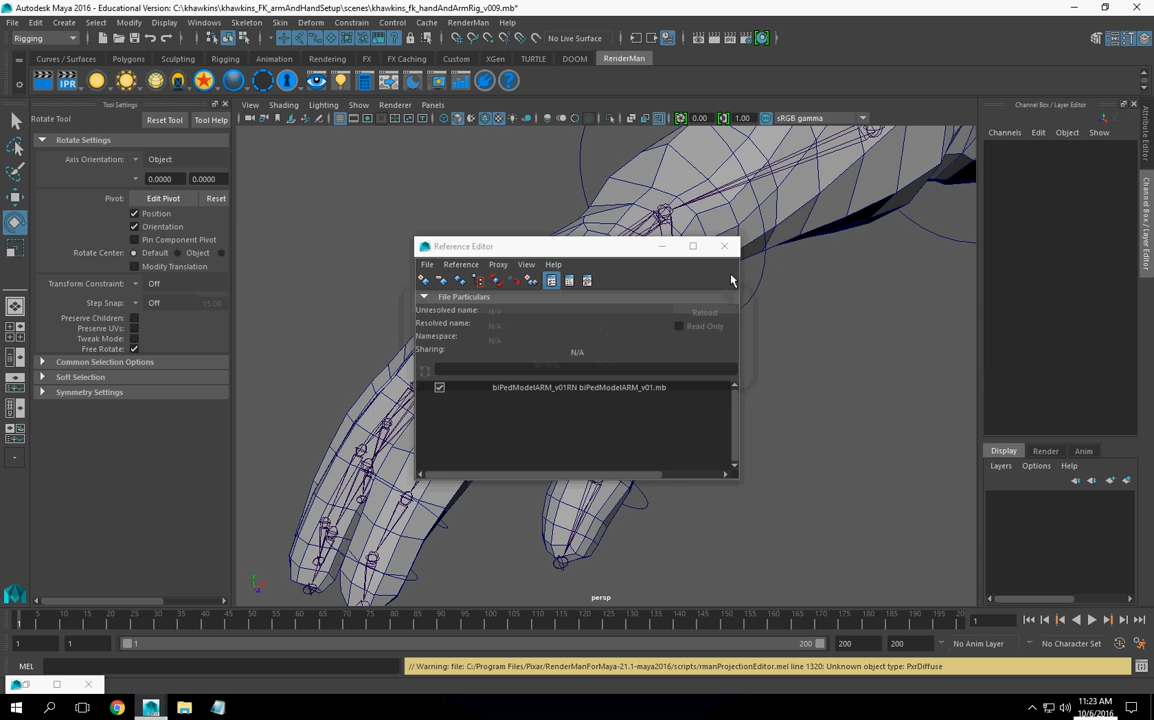 Autodesk Maya 2016 - Educational Version: C:\khawkins_FK_armAndHandSetup\scenes\khawkins_fk_handAndArmRig_v009.mb*
File Edit Create Select Modify Display Windows Skeleton Skin Deform Constrain Control Cache RenderMan Help
Rigging No Live Surface
Curves / Surfaces Polygons Sculpting Rigging Animation Rendering FX FX Caching Custom XGen TURTLE DOOM RenderMan
IPR
Tool Settings
View Shading Lighting Show Renderer Panels
Channel Box / Layer Editor
Rotate Tool Reset Tool Tool Help
0.00 1.00 sRGB gamma
Channels Edit Object Show
Attribute Editor
Channel Box / Layer Editor
Rotate Settings
Axis Orientation: Object
0.0000 0.0000
Pivot: Edit Pivot Reset
Position
Orientation
Pin Component Pivot
Rotate Center: Default Object
Modify Translation
Transform Constraint: Off
Step Snap: Off 15.00
Preserve Children:
Preserve UVs:
Tweak Mode:
Free Rotate:
Common Selection Options
Soft Selection
Symmetry Settings
Reference Editor
File Reference Proxy View Help
File Particulars
Unresolved name: N/A Reload
Resolved name: N/A Read Only
Namespace: N/A
Sharing: N/A
biPedModelARM_v01RN biPedModelARM_v01.mb
Display Render Anim
Layers Options Help
persp
5 10 15 20 25 30 35 40 45 50 55 60 65 70 75 80 85 90 95 100 105 110 115 120 125 130 135 140 145 150 155 160 165 170 175 180 185 190 195 200
1 1
1 1 1 200 200 200 No Anim Layer No Character Set
MEL // Warning: file: C:/Program Files/Pixar/RenderManForMaya-21.1-maya2016/scripts/rmanProjectionEditor.mel line 1320: Unknown object type: PxrDiffuse
11:23 AM
10/6/2016